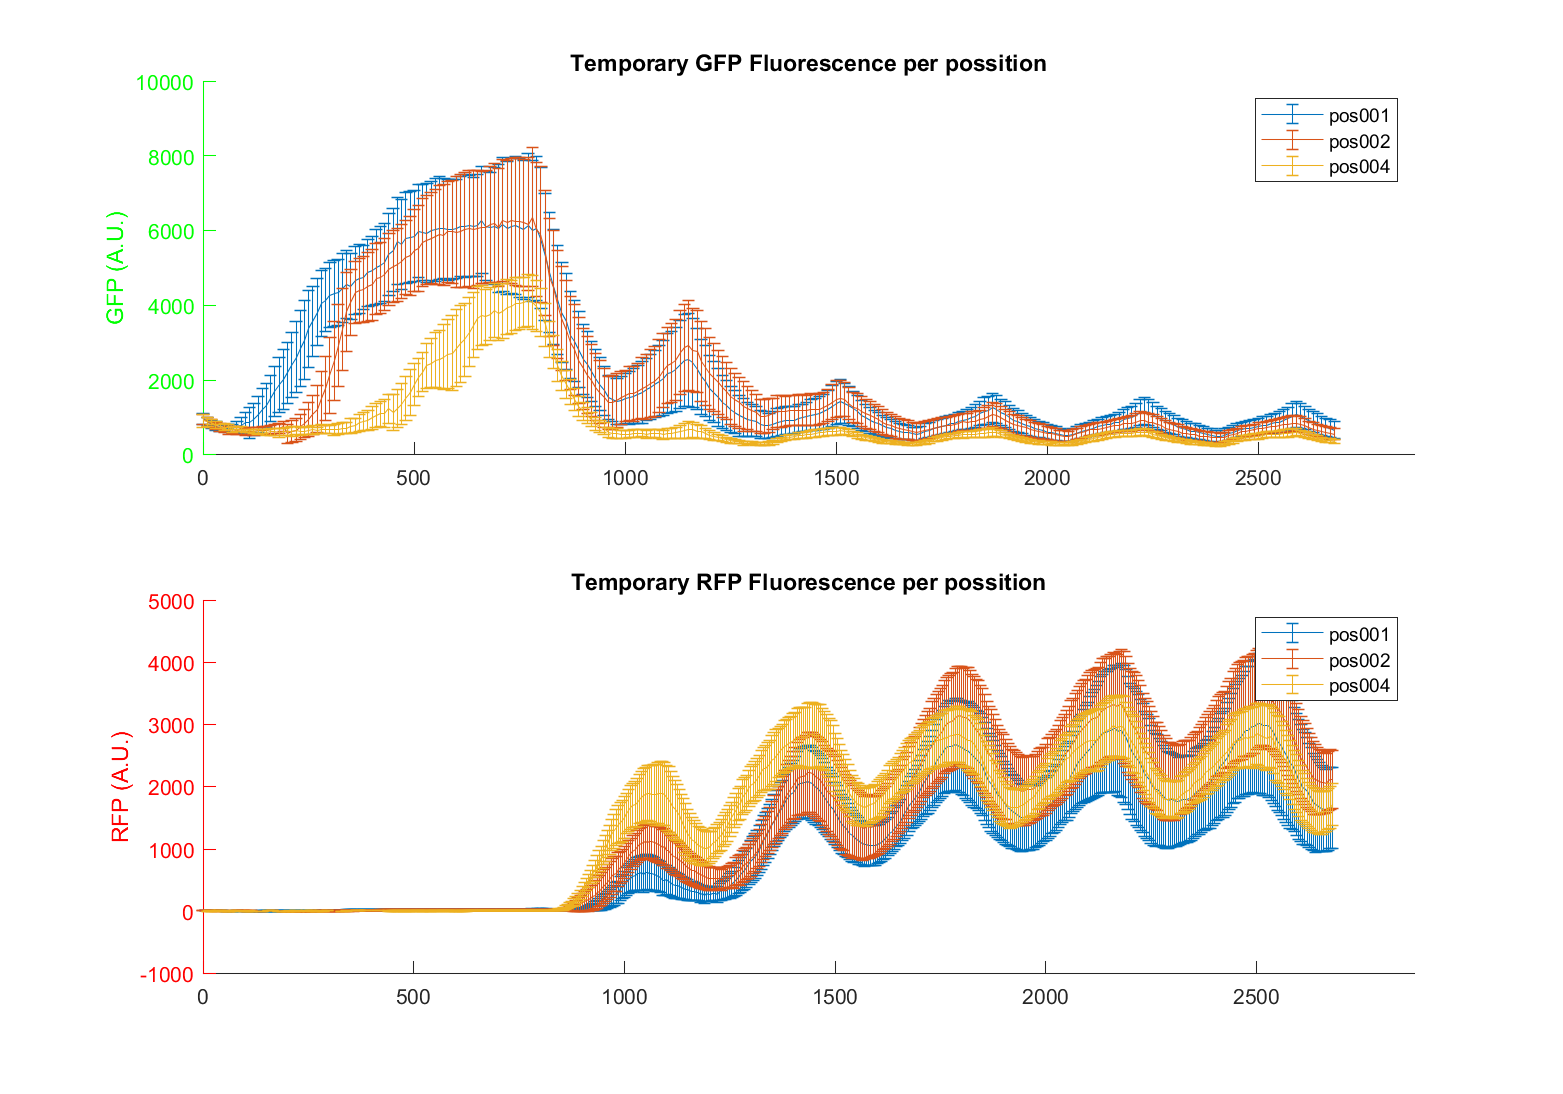 Temporary GFP Fluorescence per possition
10000
8000
6000
4000
2000
0
GFP (A.U.)
pos001
pos002
pos004
0 500 1000 1500 2000 2500
Temporary RFP Fluorescence per possition
5000
4000
3000
2000
1000
0
-1000
RFP (A.U.)
pos001
pos002
pos004
0 500 1000 1500 2000 2500